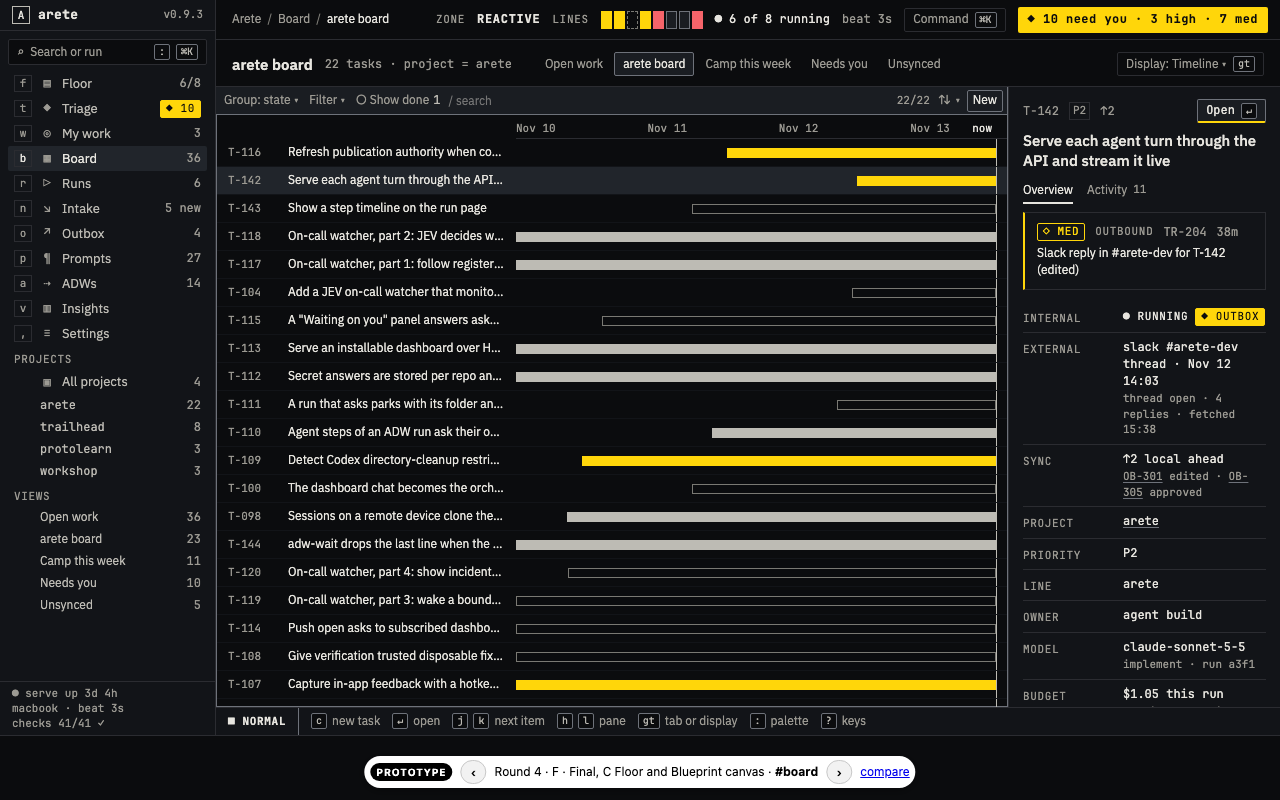 A arete v0.9.3
Search or run : ⌘K
f Floor 6/8
t Triage ◆ 10
w My work 3
b Board 36
r Runs 6
n Intake 5 new
o Outbox 4
p ¶ Prompts 27
a ADWs 14
v Insights
, Settings
PROJECTS
All projects 4
arete 22
trailhead 8
protolearn 3
workshop 3
VIEWS
Open work 36
arete board 23
Camp this week 11
Needs you 10
Unsynced 5
● serve up 3d 4h
macbook · beat 3s
checks 41/41 ✓
Arete / Board / arete board ZONE REACTIVE LINES ● 6 of 8 running beat 3s Command ⌘K ◆ 10 need you · 3 high · 7 med
arete board 22 tasks · project = arete Open work arete board Camp this week Needs you Unsynced Display: Timeline ▾ gt
Group: state ▾ Filter ▾ Show done 1 / search 22/22 ↑↓ ▾ New
Nov 10 Nov 11 Nov 12 Nov 13 now
T-116 Refresh publication authority when co...
T-142 Serve each agent turn through the API...
T-143 Show a step timeline on the run page
T-118 On-call watcher, part 2: JEV decides w...
T-117 On-call watcher, part 1: follow register...
T-104 Add a JEV on-call watcher that monito...
T-115 A "Waiting on you" panel answers ask...
T-113 Serve an installable dashboard over H...
T-112 Secret answers are stored per repo an...
T-111 A run that asks parks with its folder an...
T-110 Agent steps of an ADW run ask their o...
T-109 Detect Codex directory-cleanup restri...
T-100 The dashboard chat becomes the orch...
T-098 Sessions on a remote device clone the...
T-144 adw-wait drops the last line when the ...
T-120 On-call watcher, part 4: show incident...
T-119 On-call watcher, part 3: wake a bound...
T-114 Push open asks to subscribed dashbo...
T-108 Give verification trusted disposable fix...
T-107 Capture in-app feedback with a hotke...
T-142 P2 ↑2 Open ↵
Serve each agent turn through the
API and stream it live
Overview Activity 11
◇ MED OUTBOUND TR-204 38m
Slack reply in #arete-dev for T-142
(edited)
INTERNAL ● RUNNING ◆ OUTBOX
EXTERNAL slack #arete-dev
thread · Nov 12
14:03
thread open · 4
replies · fetched
15:38
SYNC ↑2 local ahead
OB-301 edited · OB-
305 approved
PROJECT arete
PRIORITY P2
LINE arete
OWNER agent build
MODEL claude-sonnet-5-5
implement · run a3f1
BUDGET $1.05 this run
■ NORMAL c new task ↵ open j k next item h l pane gt tab or display : palette ? keys
PROTOTYPE ‹ Round 4 · F · Final, C Floor and Blueprint canvas · #board › compare